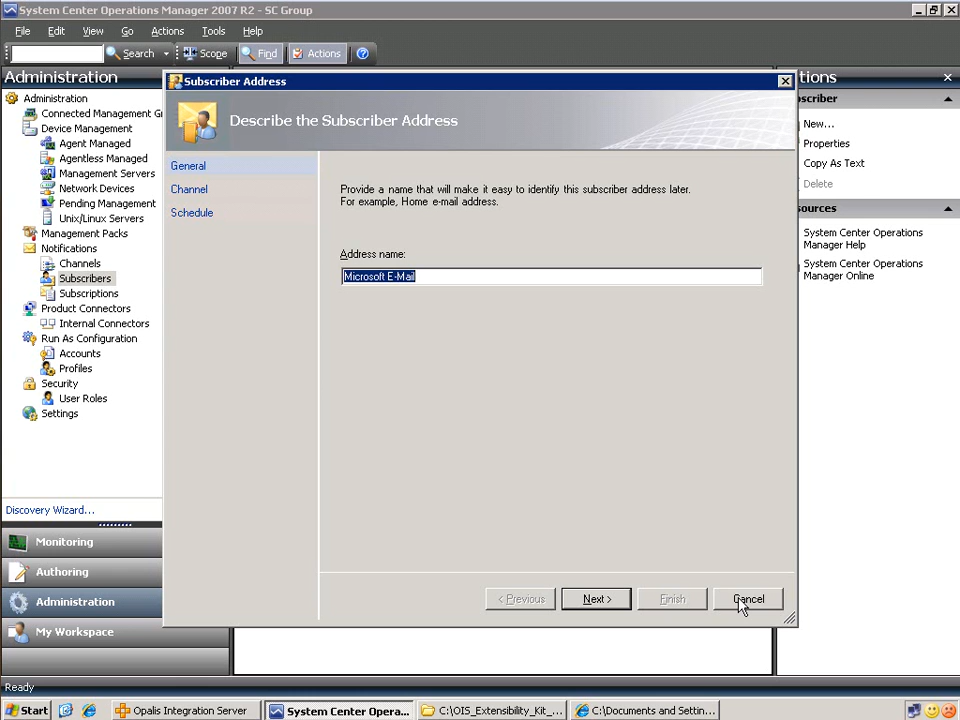 System Center Operations Manager 2007 R2 - SC Group
File Edit View Go Actions Tools Help
Search Scope Find Actions
Administration
Administration
Connected Management G
Device Management
Agent Managed
Agentless Managed
Management Servers
Network Devices
Pending Management
Unix/Linux Servers
Management Packs
Notifications
Channels
Subscribers
Subscriptions
Product Connectors
Internal Connectors
Run As Configuration
Accounts
Profiles
Security
User Roles
Settings
Discovery Wizard...
Monitoring
Authoring
Administration
My Workspace
Subscriber Address
Describe the Subscriber Address
General
Channel
Schedule
Provide a name that will make it easy to identify this subscriber address later.
For example, Home e-mail address.
Address name:
Microsoft E-Mail
< Previous Next > Finish Cancel
tions
bscriber
New...
Properties
Copy As Text
Delete
sources
System Center Operations
Manager Help
System Center Operations
Manager Online
Ready
Start Opalis Integration Server System Center Opera... C:\OIS_Extensibility_Kit_... C:\Documents and Settin...